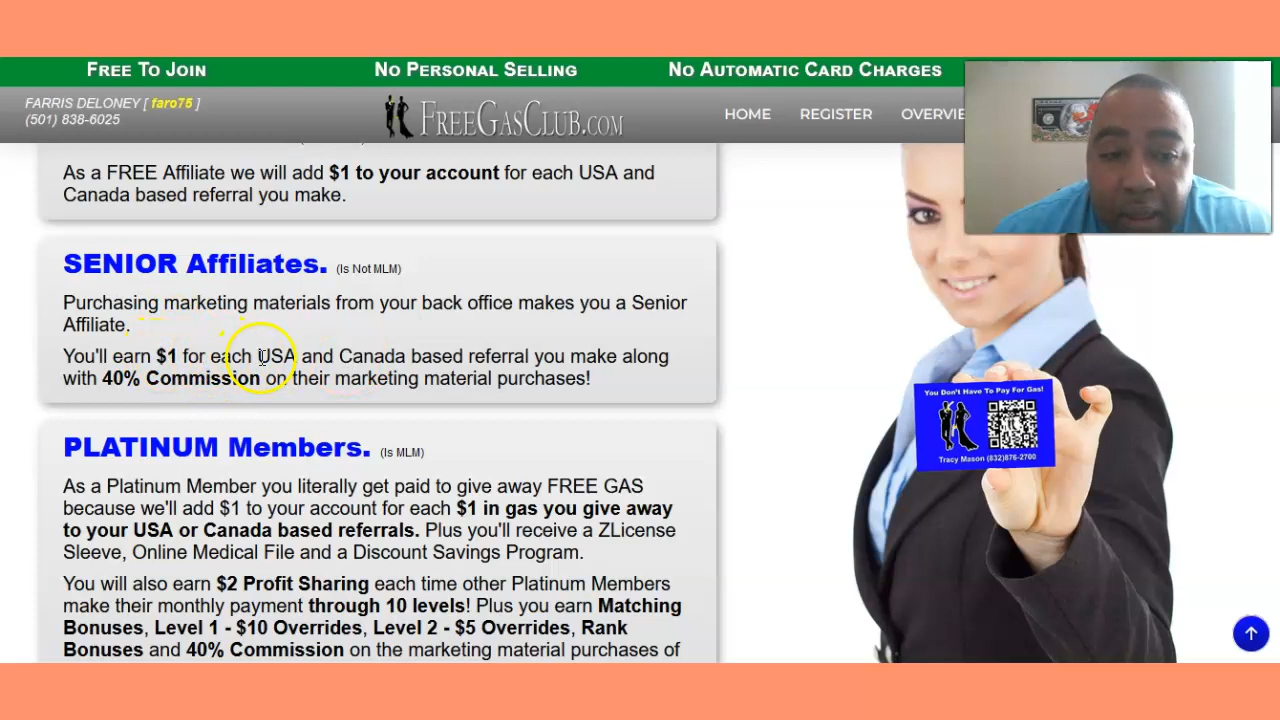 FREE TO JOIN
NO PERSONAL SELLING
NO AUTOMATIC CARD CHARGES
FARRIS DELONEY [ faro75 ]
(501) 838-6025
FREEGASCLUB.COM
HOME
REGISTER
As a FREE Affiliate we will add $1 to your account for each USA and
Canada based referral you make.
SENIOR Affiliates. (Is Not MLM)
Purchasing marketing materials from your back office makes you a Senior
Affiliate.
You'll earn $1 for each USA and Canada based referral you make along
with 40% Commission on their marketing material purchases!
PLATINUM Members. (Is MLM)
As a Platinum Member you literally get paid to give away FREE GAS
because we'll add $1 to your account for each $1 in gas you give away
to your USA or Canada based referrals. Plus you'll receive a ZLicense
Sleeve, Online Medical File and a Discount Savings Program.
You will also earn $2 Profit Sharing each time other Platinum Members
make their monthly payment through 10 levels! Plus you earn Matching
Bonuses, Level 1 - $10 Overrides, Level 2 - $5 Overrides, Rank
Bonuses and 40% Commission on the marketing material purchases of
You Don't Have To Pay For Gas!
Tracy Mason (832)876-2700